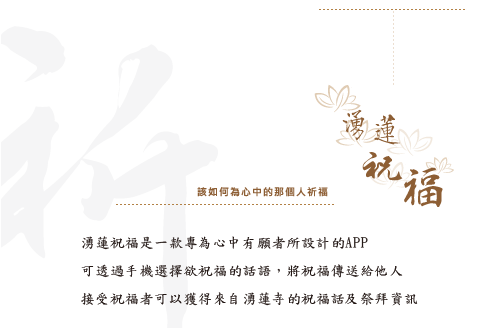 祈
湧蓮
祝福
該如何為心中的那個人祈福
湧蓮祝福是一款專為心中有願者所設計的APP
可透過手機選擇欲祝福的話語，將祝福傳送給他人
接受祝福者可以獲得來自湧蓮寺的祝福話及祭拜資訊